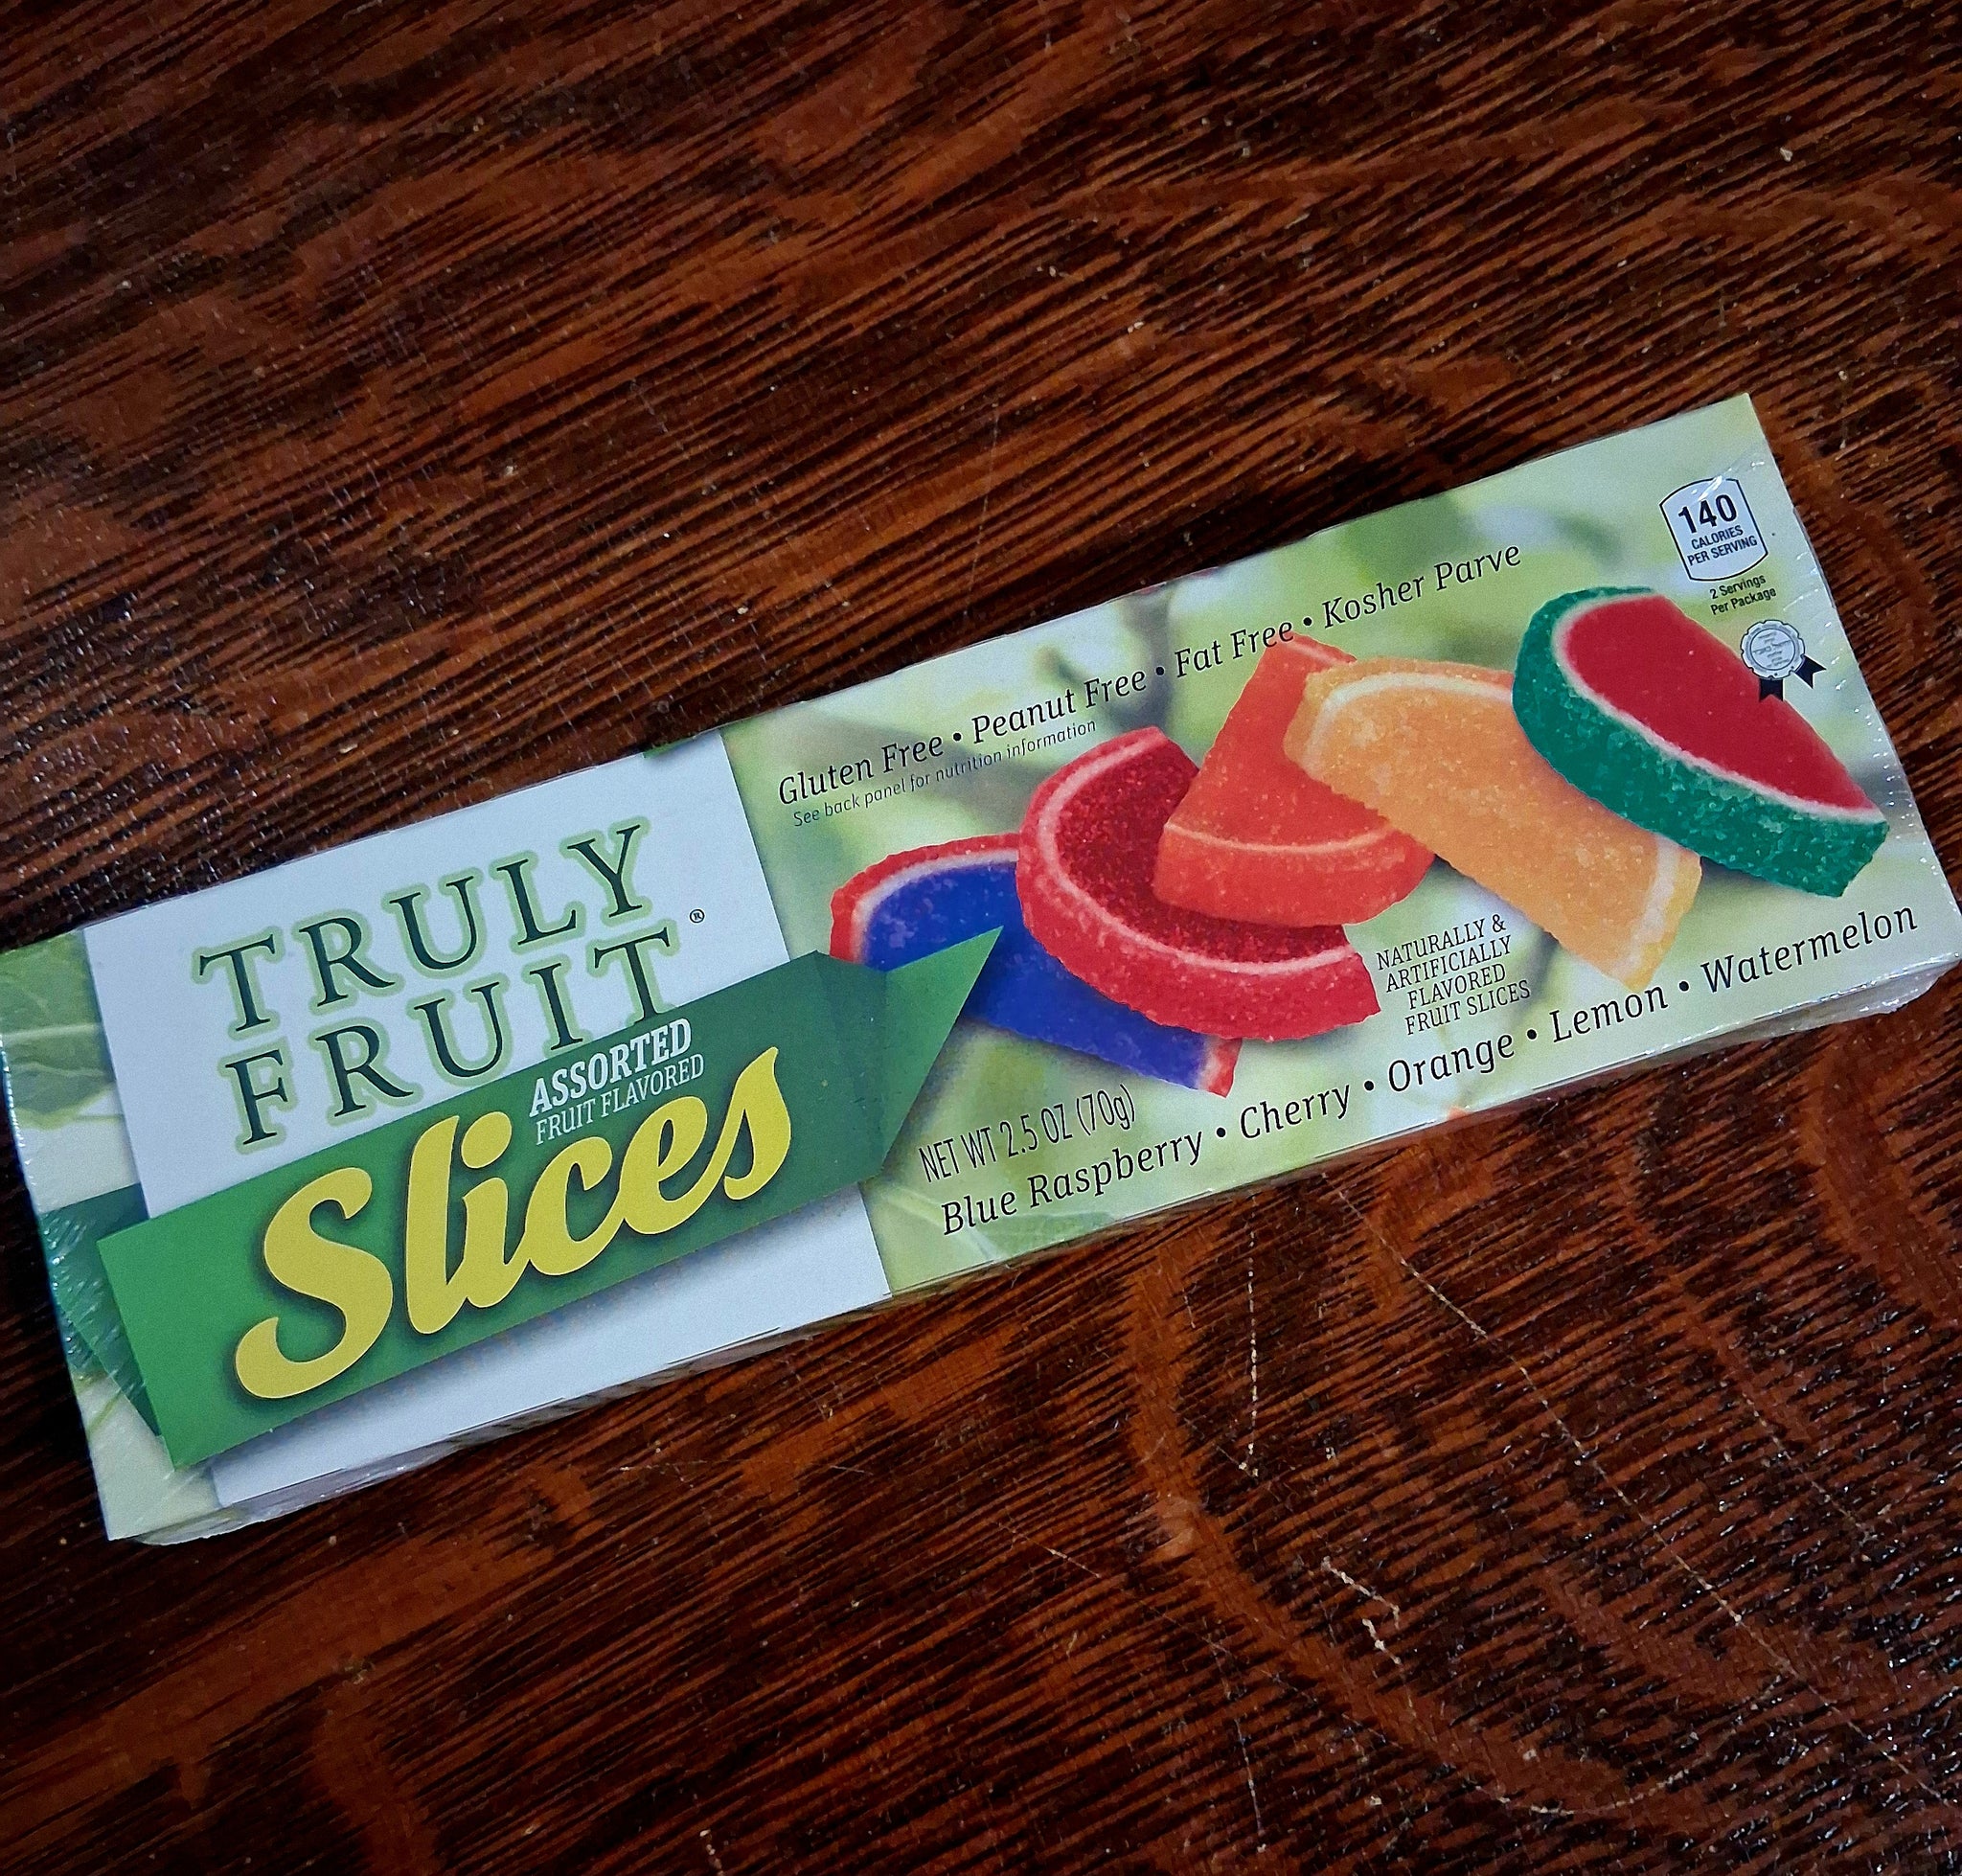 TRULY
FRUIT®
ASSORTED
FRUIT FLAVORED
Slices
Gluten Free • Peanut Free • Fat Free • Kosher Parve
See back panel for nutrition information
140
CALORIES
PER SERVING
2 Servings
Per Package
NATURALLY &
ARTIFICIALLY
FLAVORED
FRUIT SLICES
NET WT 2.5 OZ (70g)
Blue Raspberry • Cherry • Orange • Lemon • Watermelon